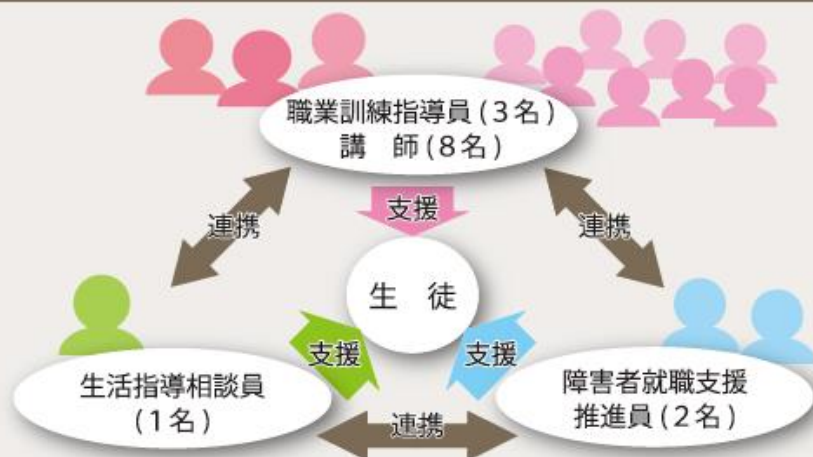 職業訓練指導員(3名)
講　師(8名)
連携
支援
連携
生　徒
支援
支援
生活指導相談員
(1名)
連携
障害者就職支援
推進員(2名)